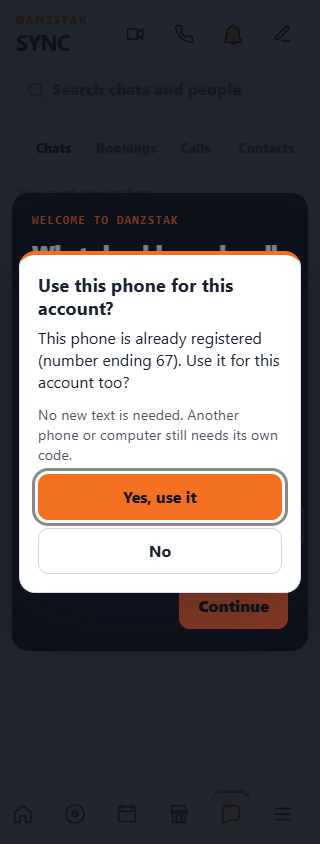 DANZSTAK
SYNC
Search chats and people
Chats Bookings Calls Contacts
WELCOME TO DANZSTAK
Use this phone for this
account?
This phone is already registered
(number ending 67). Use it for this
account too?
No new text is needed. Another
phone or computer still needs its own
code.
Yes, use it
No
Continue